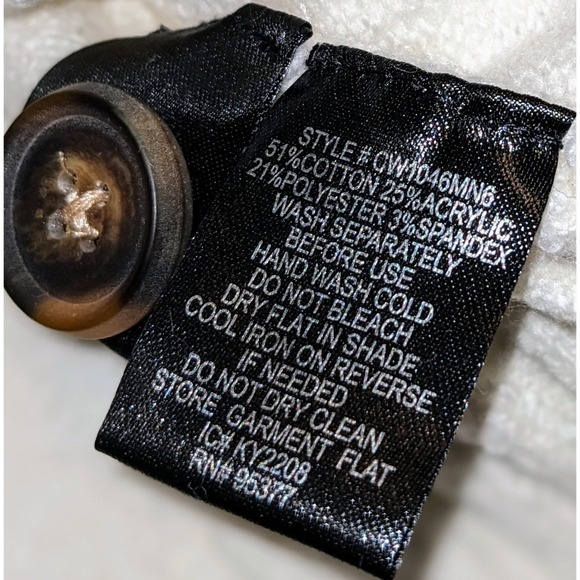 STYLE # OW1046MN6
51%COTTON 25%ACRYLIC
21%POLYESTER 3%SPANDEX
WASH SEPARATELY
BEFORE USE
HAND WASH COLD
DO NOT BLEACH
DRY FLAT IN SHADE
COOL IRON ON REVERSE
IF NEEDED
DO NOT DRY CLEAN
STORE GARMENT FLAT
IC# KY2208
RN# 95377